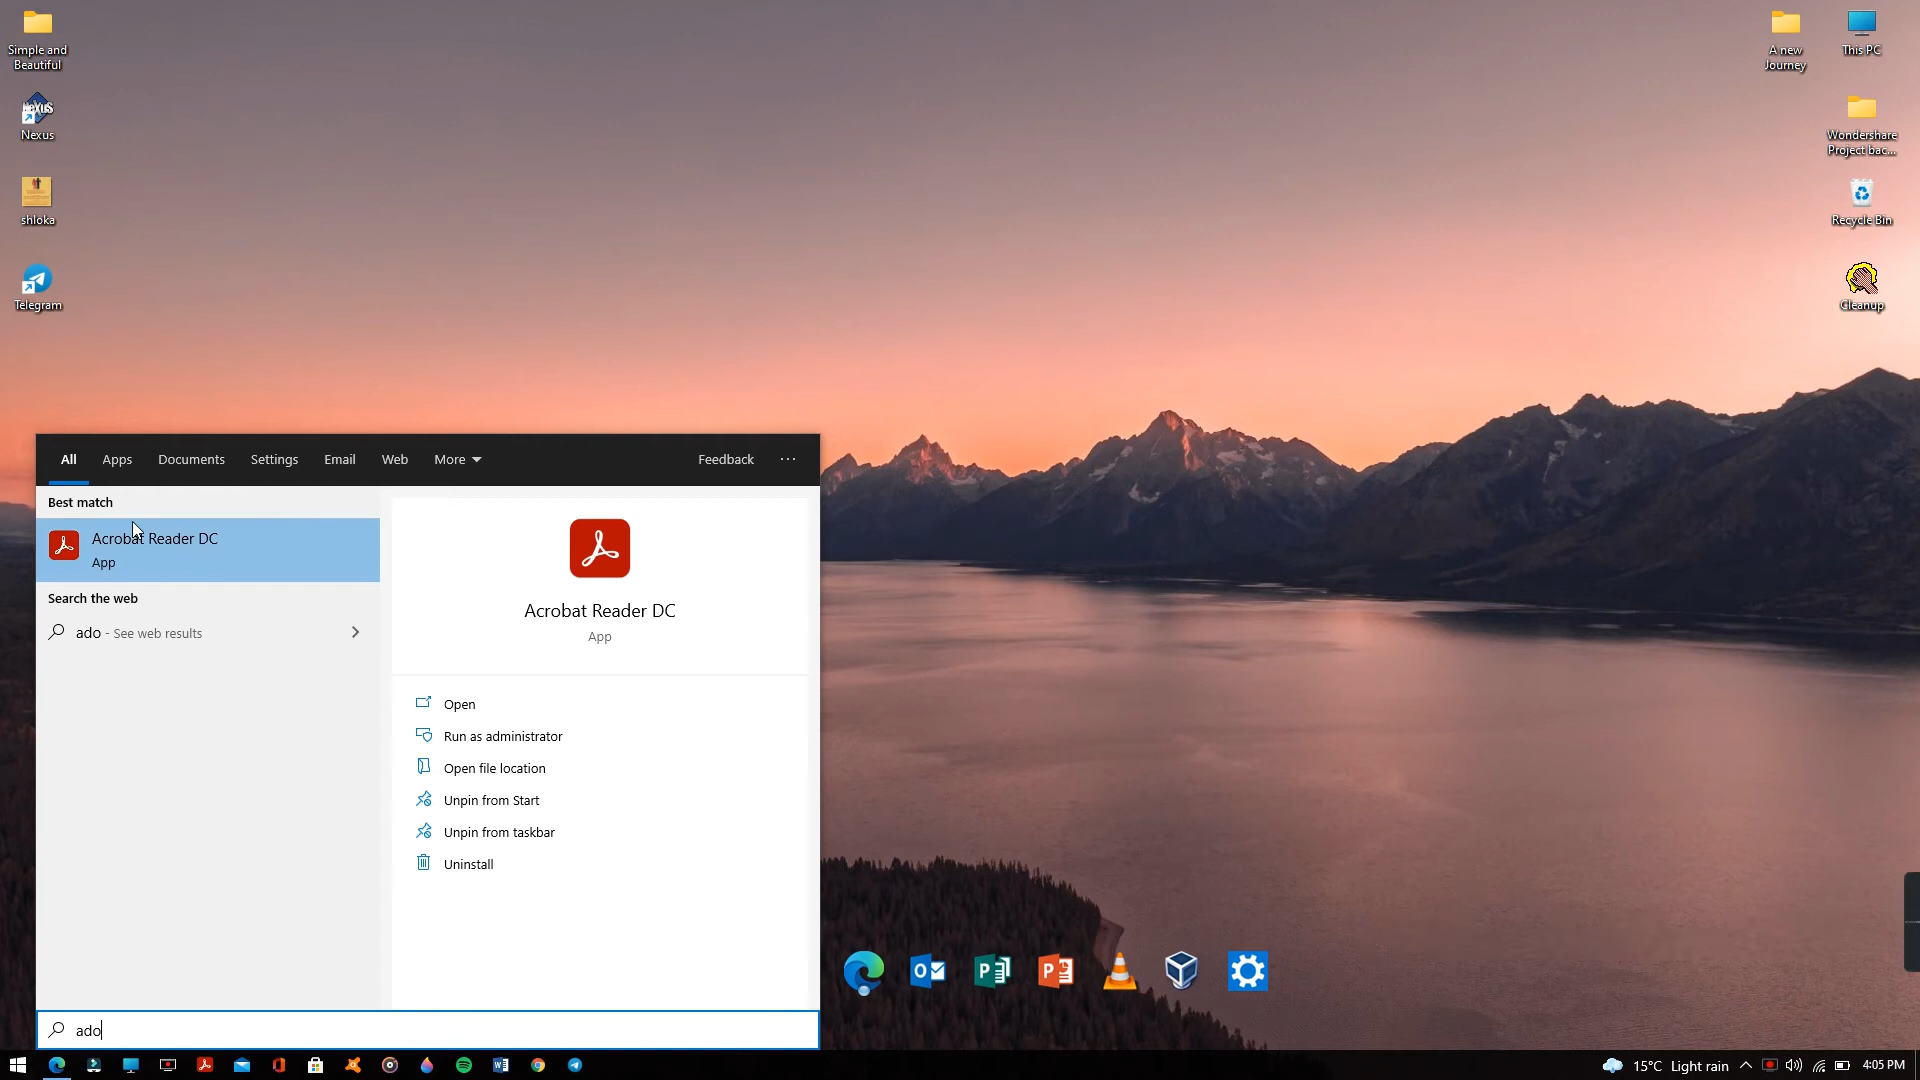 Simple and
Beautiful
Nexus
shloka
Telegram
A new
Journey
This PC
Wondershare
Project bac...
Recycle Bin
Cleanup
All
Apps
Documents
Settings
Email
Web
More
Feedback
...
Best match
Acrobat Reader DC
App
Search the web
ado - See web results
Acrobat Reader DC
App
Open
Run as administrator
Open file location
Unpin from Start
Unpin from taskbar
Uninstall
ado
15°C Light rain
4:05 PM